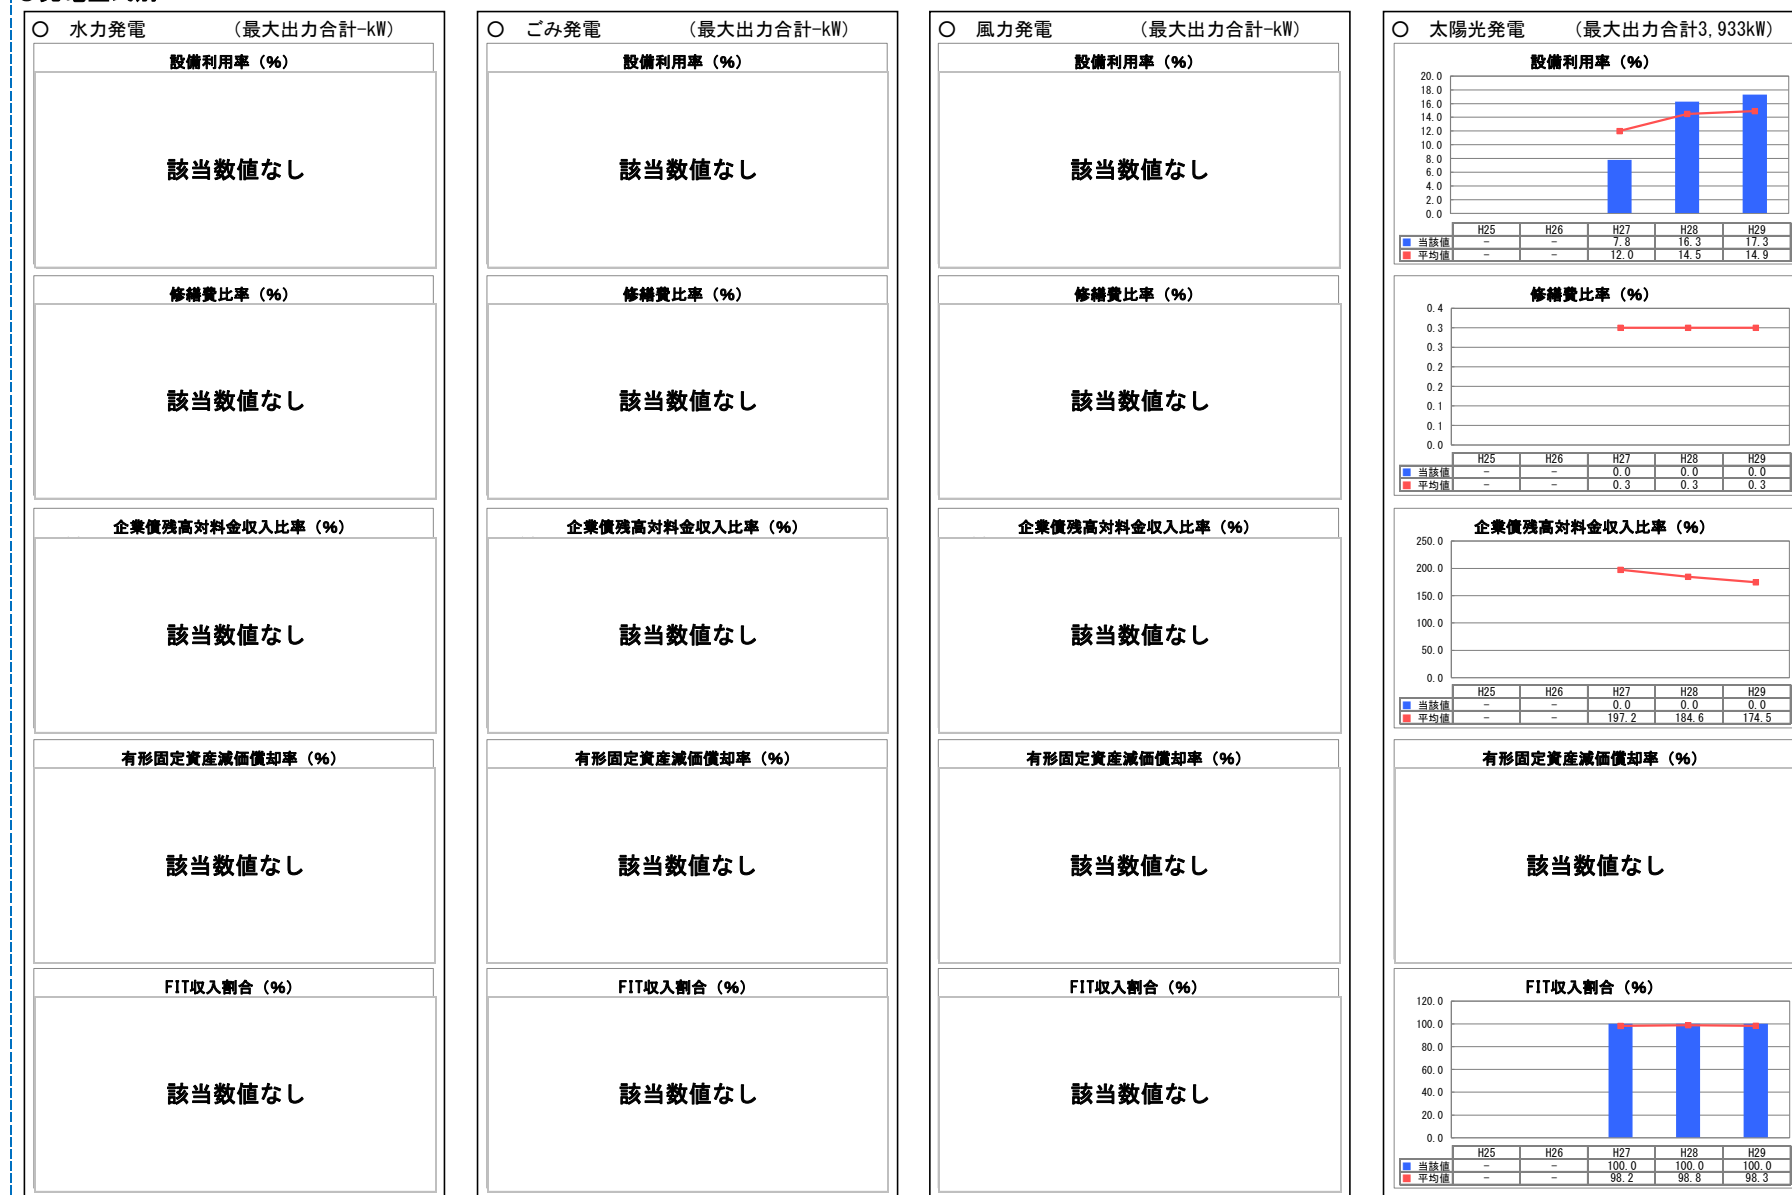 ○ 水力発電 (最大出力合計-kW)
設備利用率（%）
該当数値なし
修繕費比率（%）
該当数値なし
企業債残高対料金収入比率（%）
該当数値なし
有形固定資産減価償却率（%）
該当数値なし
FIT収入割合（%）
該当数値なし
○ ごみ発電 (最大出力合計-kW)
設備利用率（%）
該当数値なし
修繕費比率（%）
該当数値なし
企業債残高対料金収入比率（%）
該当数値なし
有形固定資産減価償却率（%）
該当数値なし
FIT収入割合（%）
該当数値なし
○ 風力発電 (最大出力合計-kW)
設備利用率（%）
該当数値なし
修繕費比率（%）
該当数値なし
企業債残高対料金収入比率（%）
該当数値なし
有形固定資産減価償却率（%）
該当数値なし
FIT収入割合（%）
該当数値なし
○ 太陽光発電 (最大出力合計3,933kW)
設備利用率（%）
20.0
18.0
16.0
14.0
12.0
10.0
8.0
6.0
4.0
2.0
0.0
H25 H26 H27 H28 H29
当該値 - - 7.8 16.3 17.3
平均値 - - 12.0 14.5 14.9
修繕費比率（%）
0.4
0.3
0.3
0.2
0.2
0.1
0.1
0.0
H25 H26 H27 H28 H29
当該値 - - 0.0 0.0 0.0
平均値 - - 0.3 0.3 0.3
企業債残高対料金収入比率（%）
250.0
200.0
150.0
100.0
50.0
0.0
H25 H26 H27 H28 H29
当該値 - - 0.0 0.0 0.0
平均値 - - 197.2 184.6 174.5
有形固定資産減価償却率（%）
該当数値なし
FIT収入割合（%）
120.0
100.0
80.0
60.0
40.0
20.0
0.0
H25 H26 H27 H28 H29
当該値 - - 100.0 100.0 100.0
平均値 - - 98.2 98.8 98.3